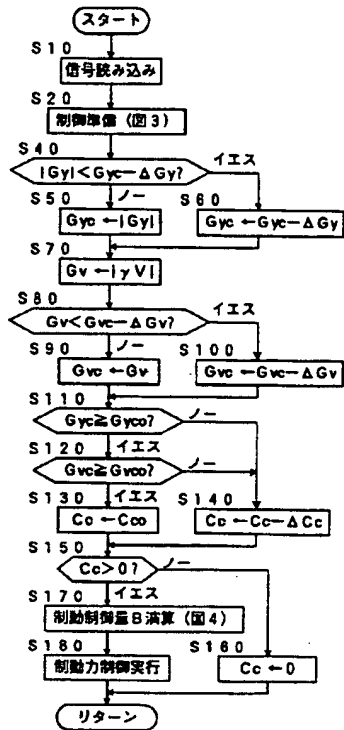 スタート
S10
信号読み込み
S20
制御準備(図3)
S40
|Gy|<Gyc-ΔGy?
イエス
ノー
S50
Gyc←|Gy|
S60
Gyc←Gyc-ΔGy
S70
Gv←|γV|
S80
Gv<Gvc-ΔGv?
イエス
ノー
S90
Gvc←Gv
S100
Gvc←Gvc-ΔGv
S110
Gyc≧Gyco?
ノー
イエス
S120
Gvc≧Gvco?
ノー
イエス
S130
Cc←Cco
S140
Cc←Cc-ΔCc
S150
Cc>0?
ノー
イエス
S170
制動制御量B演算(図4)
S180
制動力制御実行
S160
Cc←0
リターン